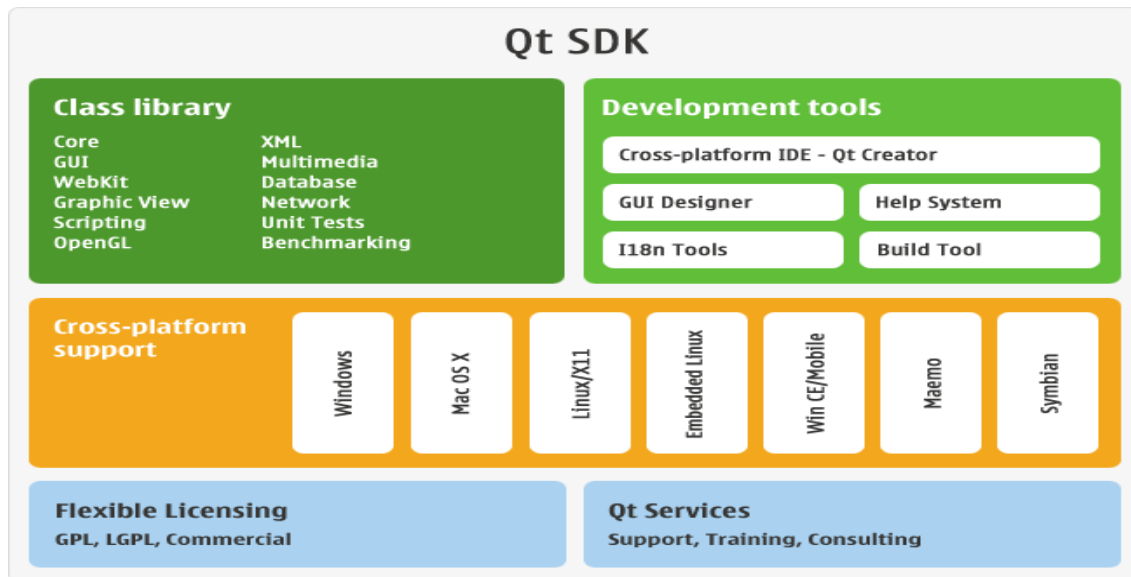 Qt SDK
Class library
Core
GUI
WebKit
Graphic View
Scripting
OpenGL
XML
Multimedia
Database
Network
Unit Tests
Benchmarking
Development tools
Cross-platform IDE - Qt Creator
GUI Designer
Help System
I18n Tools
Build Tool
Cross-platform
support
Windows
Mac OS X
Linux/X11
Embedded Linux
Win CE/Mobile
Maemo
Symbian
Flexible Licensing
GPL, LGPL, Commercial
Qt Services
Support, Training, Consulting